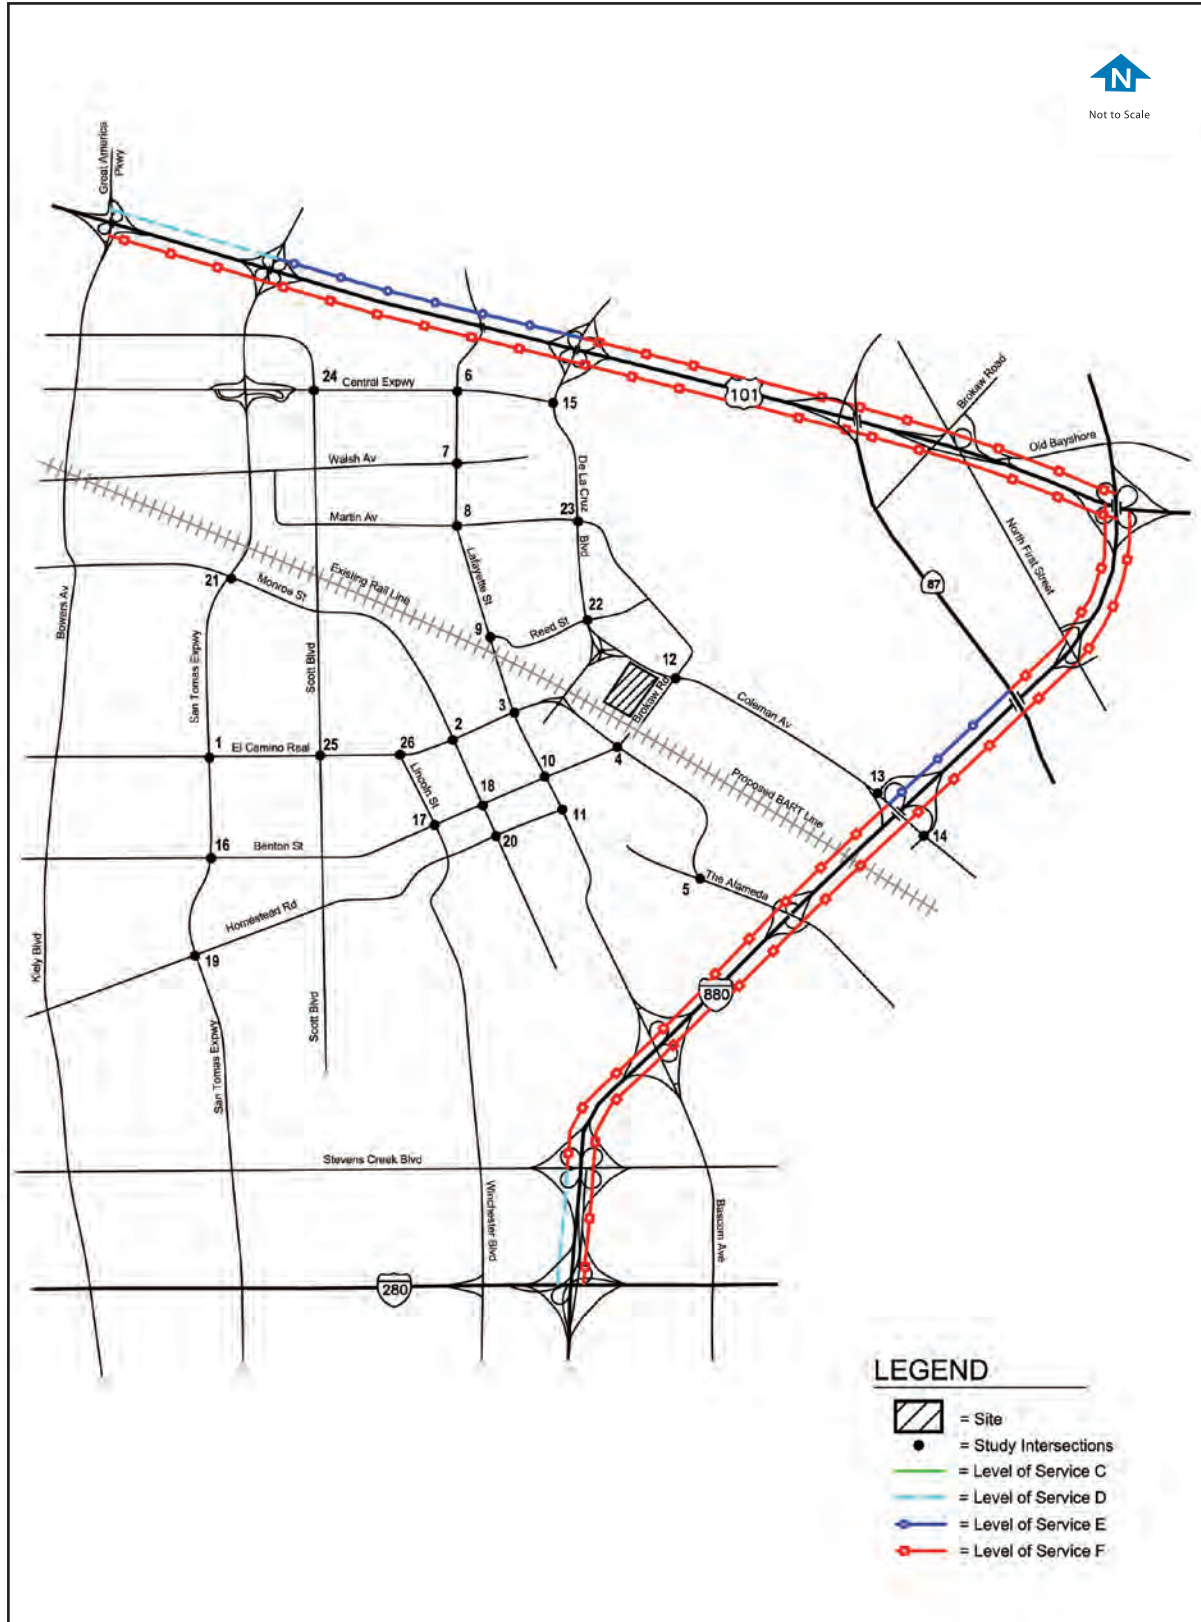 N
Not to Scale
Great America
Pkwy
24
Central Expwy
6
15
101
Brokaw Road
Old Bayshore
Walsh Av
7
De La Cruz
Blvd
Martin Av
8
23
North First Street
Existing Rail Line
Lafayette St
21
Monroe St
87
Bowers Av
22
Reed St
9
San Tomas Expwy
Scott Blvd
12
Brokaw Rd
Coleman Av
3
2
1
El Camino Real
25
26
4
10
Lincoln St
18
11
Proposed BART Line
13
14
17
20
16
Benton St
5
The Alameda
Homestead Rd
19
Kiely Blvd
880
Scott Blvd
San Tomas Expwy
Stevens Creek Blvd
Winchester Blvd
Bascom Ave
280
LEGEND
= Site
= Study Intersections
= Level of Service C
= Level of Service D
= Level of Service E
= Level of Service F